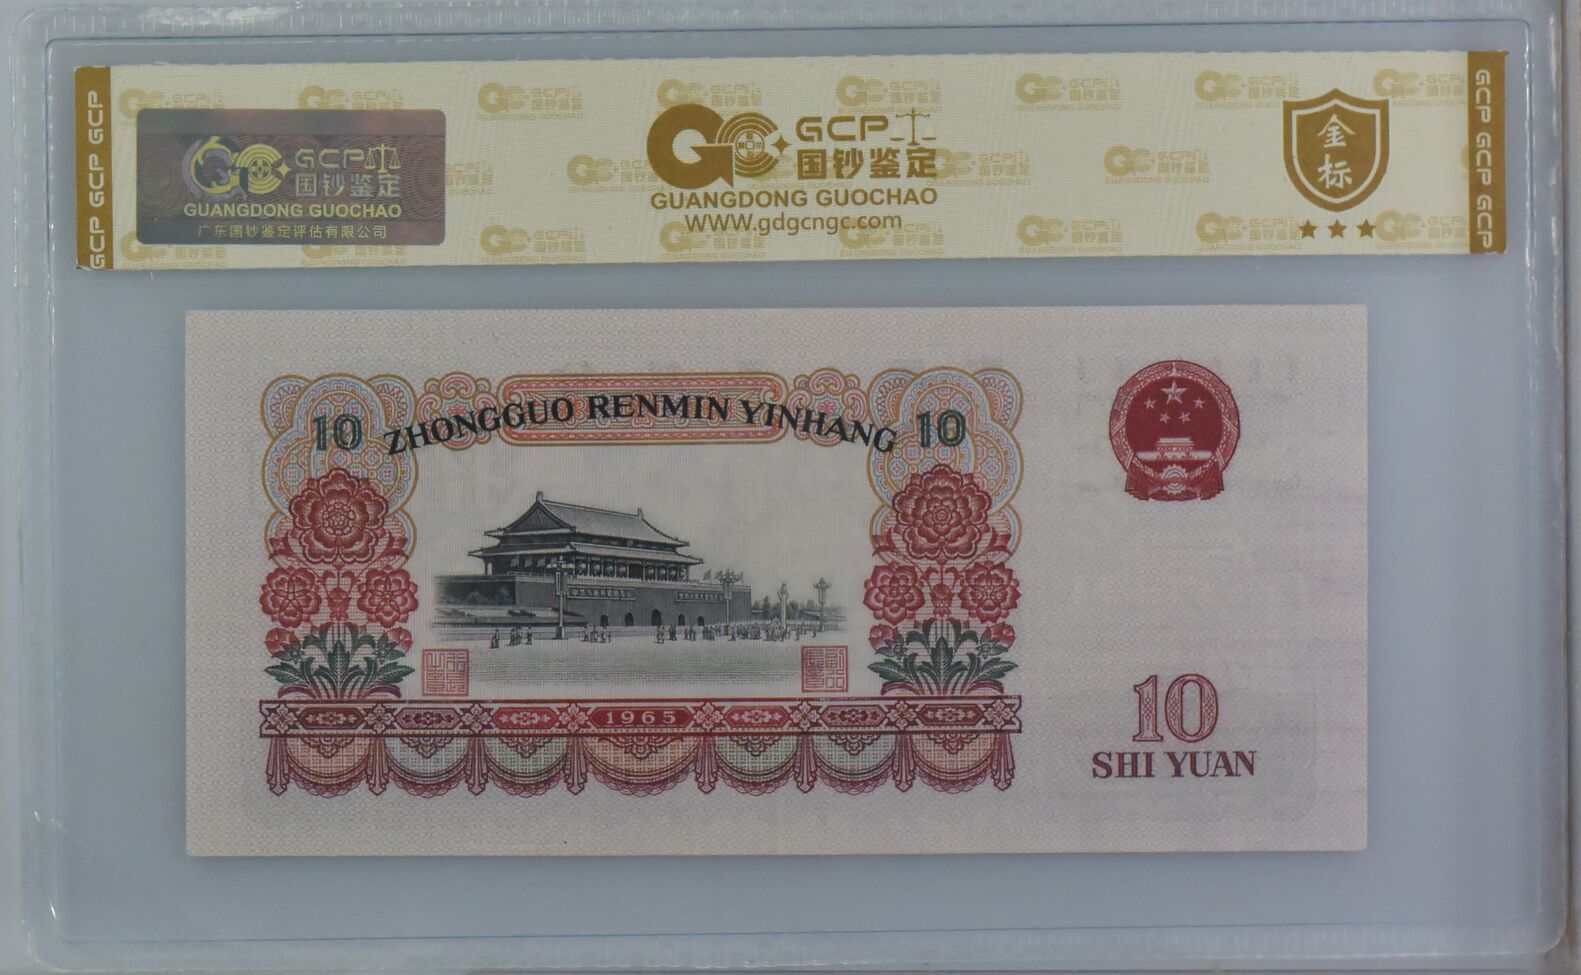 GCP GCP GCP
GCP
国钞鉴定
GUANGDONG GUOCHAO
广东国钞鉴定评估有限公司
GCP
国钞鉴定
GUANGDONG GUOCHAO
WWW.gdgcngc.com
金
标
GCP GCP GCP
10 ZHONGGUO RENMIN YINHANG 10
1965
10
SHI YUAN